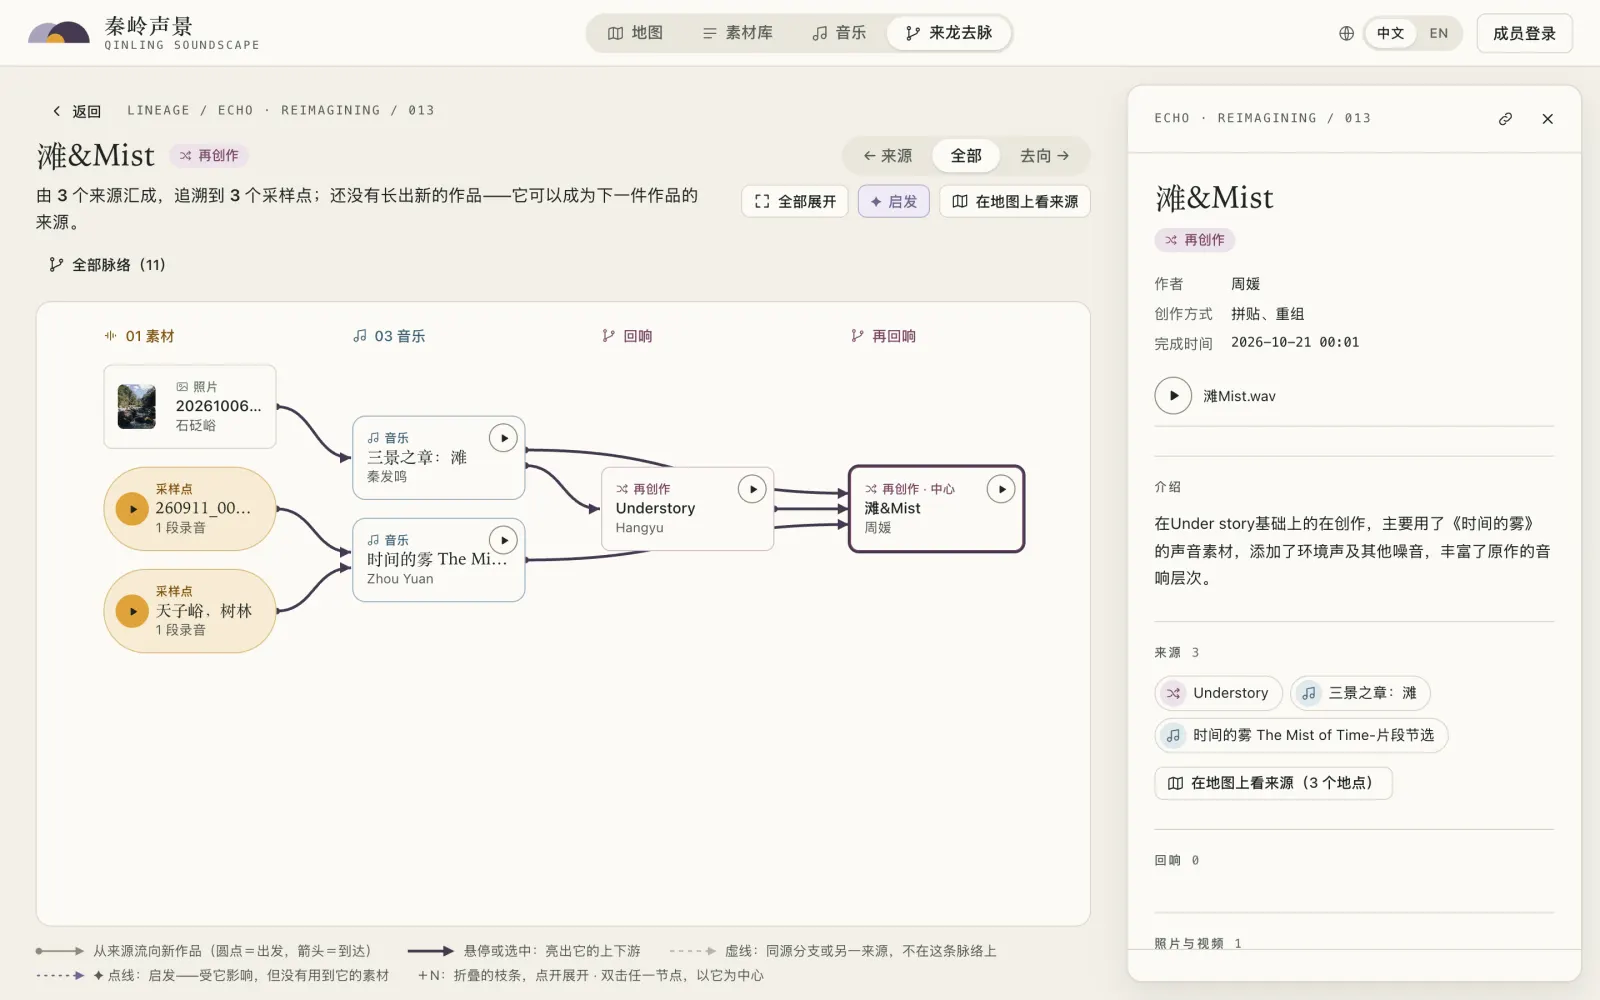 秦岭声景
QINLING SOUNDSCAPE
地图
素材库
音乐
来龙去脉
中文
EN
成员登录
返回
LINEAGE / ECHO · REIMAGINING / 013
滩&Mist
再创作
由 3 个来源汇成，追溯到 3 个采样点；还没有长出新的作品——它可以成为下一件作品的
来源。
← 来源
全部
去向 →
全部展开
启发
在地图上看来源
全部脉络（11）
01 素材
03 音乐
回响
再回响
照片
20261006...
石砭峪
采样点
260911_00...
1 段录音
采样点
天子峪，树林
1 段录音
音乐
三景之章：滩
秦发鸣
音乐
时间的雾 The Mi...
Zhou Yuan
再创作
Understory
Hangyu
再创作 · 中心
滩&Mist
周媛
从来源流向新作品（圆点＝出发，箭头＝到达）
悬停或选中：亮出它的上下游
虚线：同源分支或另一来源，不在这条脉络上
点线：启发——受它影响，但没有用到它的素材
+N：折叠的枝条，点开展开 · 双击任一节点，以它为中心
ECHO · REIMAGINING / 013
滩&Mist
再创作
作者 周媛
创作方式 拼贴、重组
完成时间 2026-10-21 00:01
滩Mist.wav
介绍
在Under story基础上的在创作，主要用了《时间的雾》
的声音素材，添加了环境声及其他噪音，丰富了原作的音
响层次。
来源 3
Understory
三景之章：滩
时间的雾 The Mist of Time-片段节选
在地图上看来源（3 个地点）
回响 0
照片与视频 1